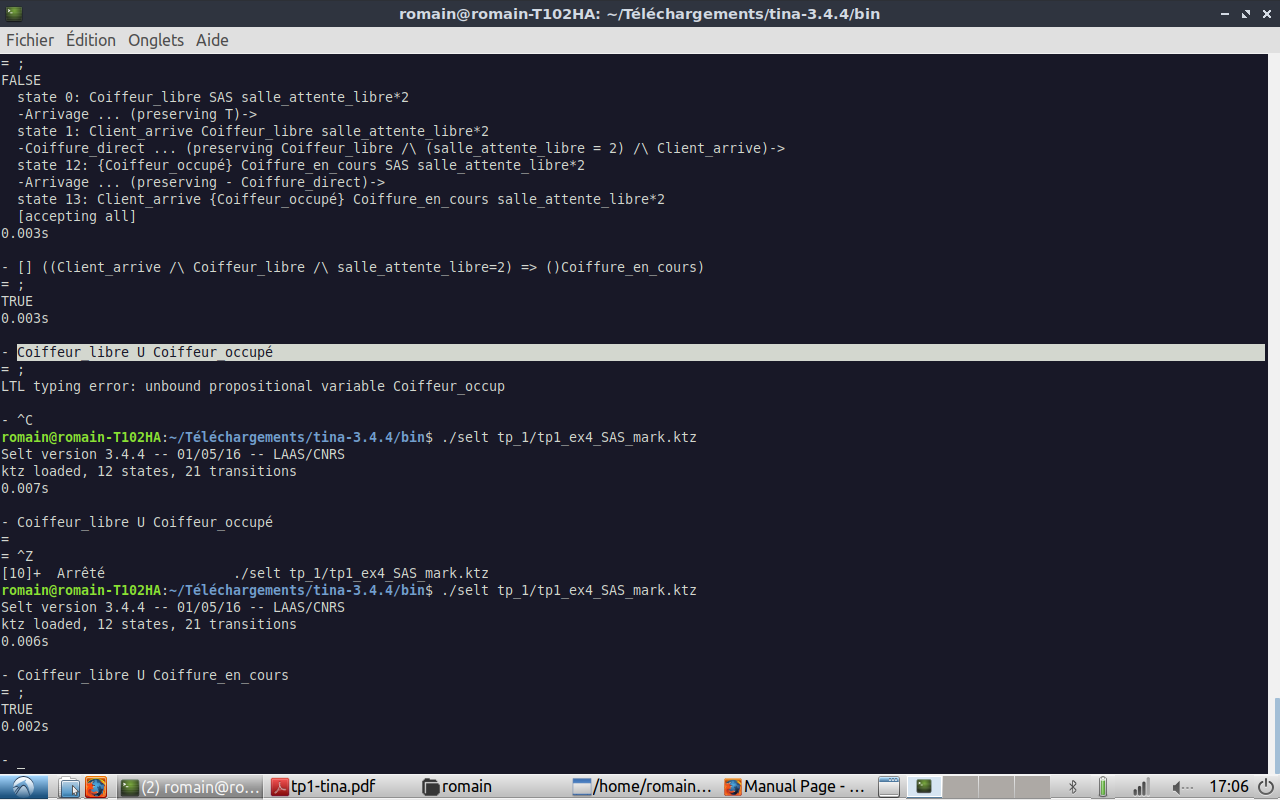 romain@romain-T102HA: ~/Téléchargements/tina-3.4.4/bin
Fichier Édition Onglets Aide
= ;
FALSE
state 0: Coiffeur_libre SAS salle_attente_libre*2
-Arrivage ... (preserving T)->
state 1: Client_arrive Coiffeur_libre salle_attente_libre*2
-Coiffure_direct ... (preserving Coiffeur_libre /\ (salle_attente_libre = 2) /\ Client_arrive)->
state 12: {Coiffeur_occupé} Coiffure_en_cours SAS salle_attente_libre*2
-Arrivage ... (preserving - Coiffure_direct)->
state 13: Client_arrive {Coiffeur_occupé} Coiffure_en_cours salle_attente_libre*2
[accepting all]
0.003s
- [] ((Client_arrive /\ Coiffeur_libre /\ salle_attente_libre=2) => ()Coiffure_en_cours)
= ;
TRUE
0.003s
- Coiffeur_libre U Coiffeur_occupé
= ;
LTL typing error: unbound propositional variable Coiffeur_occup
- ^C
romain@romain-T102HA:~/Téléchargements/tina-3.4.4/bin$ ./selt tp_1/tp1_ex4_SAS_mark.ktz
Selt version 3.4.4 -- 01/05/16 -- LAAS/CNRS
ktz loaded, 12 states, 21 transitions
0.007s
- Coiffeur_libre U Coiffeur_occupé
=
= ^Z
[10]+  Arrêté                 ./selt tp_1/tp1_ex4_SAS_mark.ktz
romain@romain-T102HA:~/Téléchargements/tina-3.4.4/bin$ ./selt tp_1/tp1_ex4_SAS_mark.ktz
Selt version 3.4.4 -- 01/05/16 -- LAAS/CNRS
ktz loaded, 12 states, 21 transitions
0.006s
- Coiffeur_libre U Coiffure_en_cours
= ;
TRUE
0.002s
- _
(2) romain@ro... tp1-tina.pdf romain /home/romain... Manual Page - ... 17:06